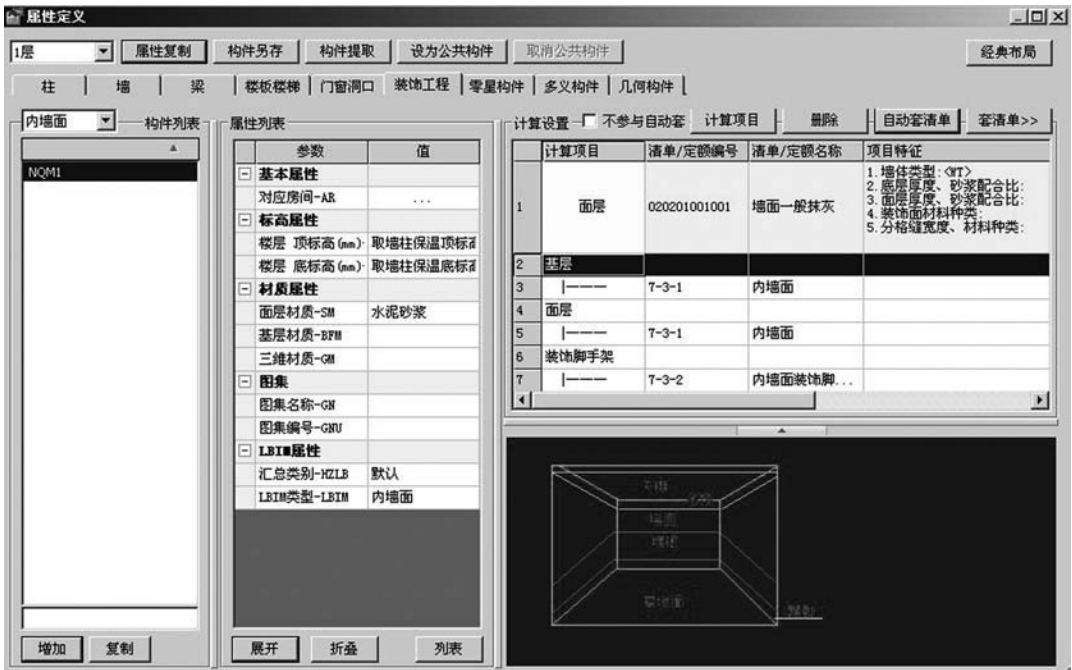 属性定义
1层 属性复制 构件另存 构件提取 设为公共构件 取消公共构件 经典布局
柱 墙 梁 楼板楼梯 门窗洞口 装饰工程 零星构件 多义构件 几何构件
内墙面 构件列表
NQM1
增加 复制
属性列表
参数 值
基本属性
对应房间-AR ...
标高属性
楼层 顶标高(mm)- 取墙柱保温顶标高
楼层 底标高(mm)- 取墙柱保温底标高
材质属性
面层材质-SM 水泥砂浆
基层材质-BFM
三维材质-GM
图集
图集名称-GN
图集编号-GNU
LBIM属性
汇总类别-HZLB 默认
LBIM类型-LBIM 内墙面
展开 折叠 列表
计算设置 不参与自动套 计算项目 删除 自动套清单 套清单>>
计算项目 清单/定额编号 清单/定额名称 项目特征
1 面层 020201001001 墙面一般抹灰
1.墙体类型:<WT>
2.底层厚度、砂浆配合比:
3.面层厚度、砂浆配合比:
4.装饰面材料种类:
5.分格缝宽度、材料种类:
2 基层
3 |——— 7-3-1 内墙面
4 面层
5 |——— 7-3-1 内墙面
6 装饰脚手架
7 |——— 7-3-2 内墙面装饰脚...
墙面
墙裙
楼地面